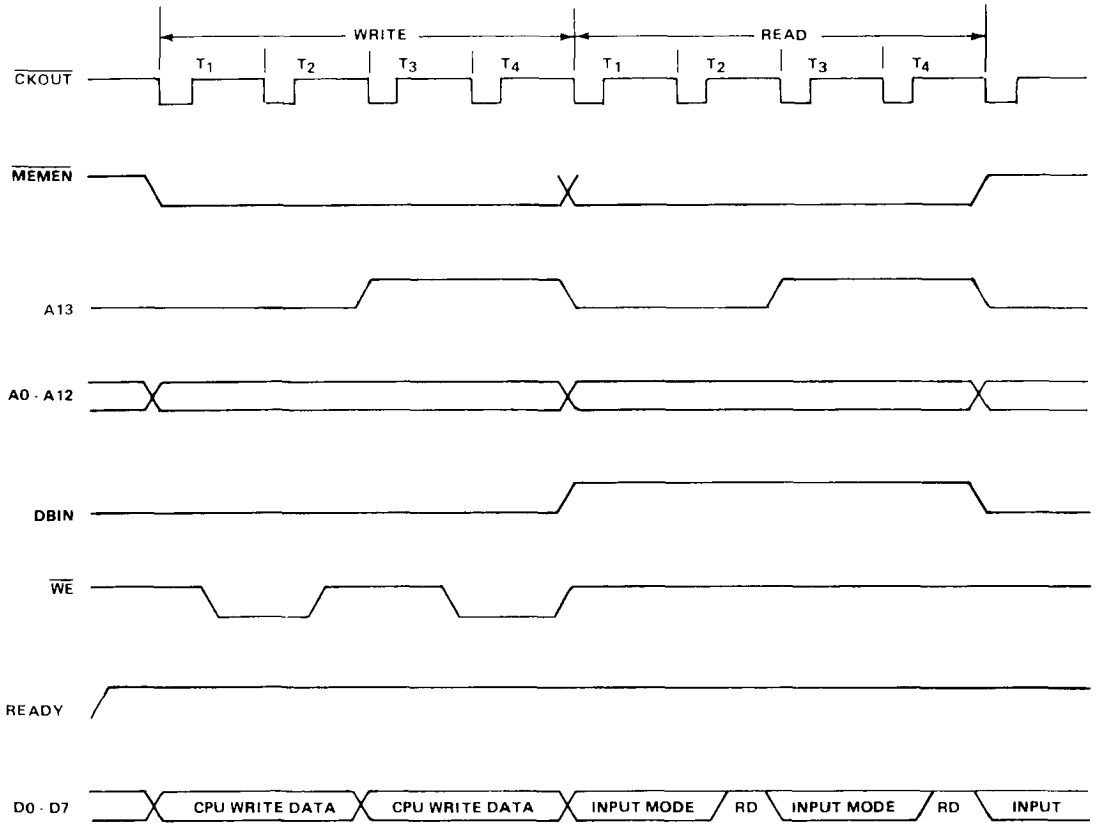 WRITE READ
T1 T2 T3 T4 T1 T2 T3 T4
CKOUT
MEMEN
A13
A0 - A12
DBIN
WE
READY
D0 - D7 CPU WRITE DATA CPU WRITE DATA INPUT MODE RD INPUT MODE RD INPUT